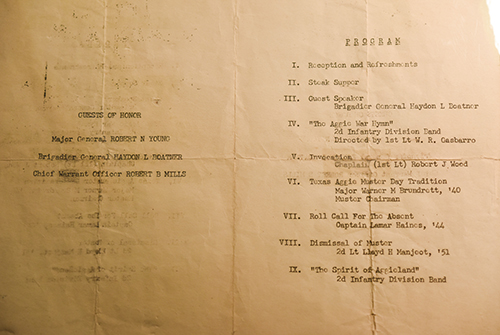 GUESTS OF HONOR
Major General ROBERT N YOUNG
Brigadier General HAYDON L BOATNER
Chief Warrant Officer ROBERT B MILLS
PROGRAM
I. Reception and Refreshments
II. Steak Supper
III. Guest Speaker
Brigadier General Haydon L Boatner
IV. "The Aggie War Hymn"
2d Infantry Division Band
Directed by 1st Lt W. R. Gasbarro
V. Invocation
Chaplain (1st Lt) Robert J Wood
VI. Texas Aggie Muster Day Tradition
Major Warner M Brundrett, '40
Muster Chairman
VII. Roll Call For The Absent
Captain Lamar Haines, '44
VIII. Dismissal of Muster
2d Lt Lloyd H Manjeot, '51
IX. "The Spirit of Aggieland"
2d Infantry Division Band